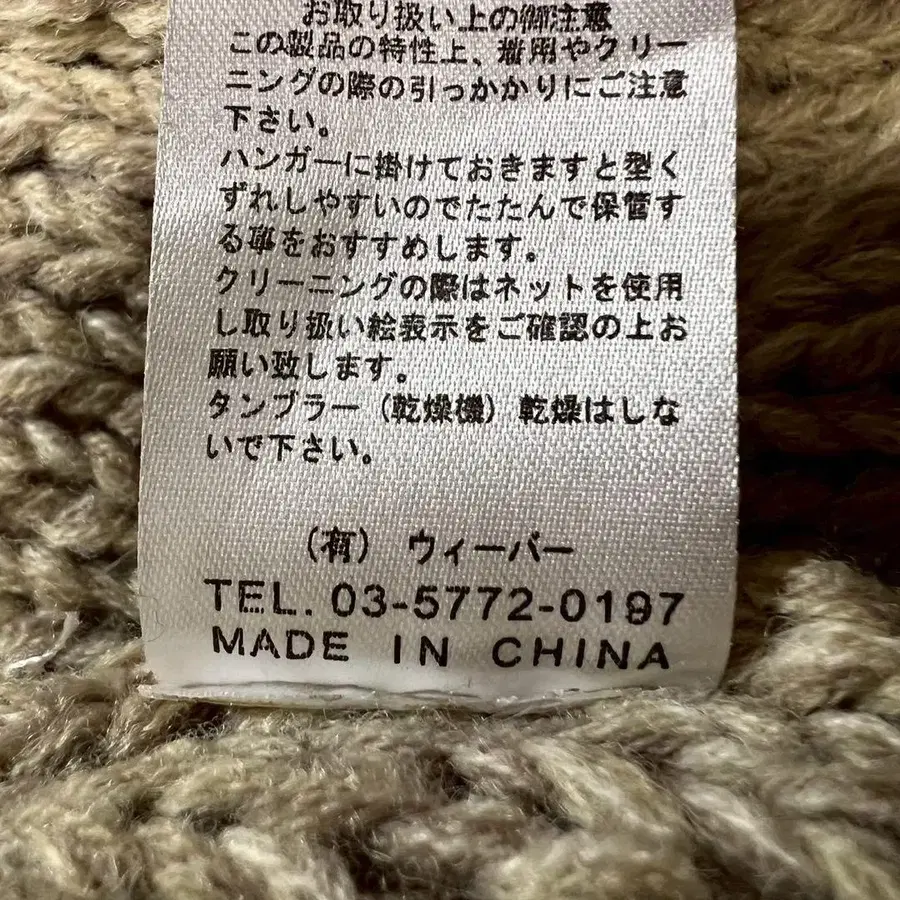 お取り扱い上の御注意
この製品の特性上、着用やクリー
ニングの際の引っかかりにご注意
下さい。
ハンガーに掛けておきますと型く
ずれしやすいのでたたんで保管す
る事をおすすめします。
クリーニングの際はネットを使用
し取り扱い絵表示をご確認の上お
願い致します。
タンブラー(乾燥機)乾燥はしな
いで下さい。
(有) ウィーバー
TEL. 03-5772-0197
MADE IN CHINA